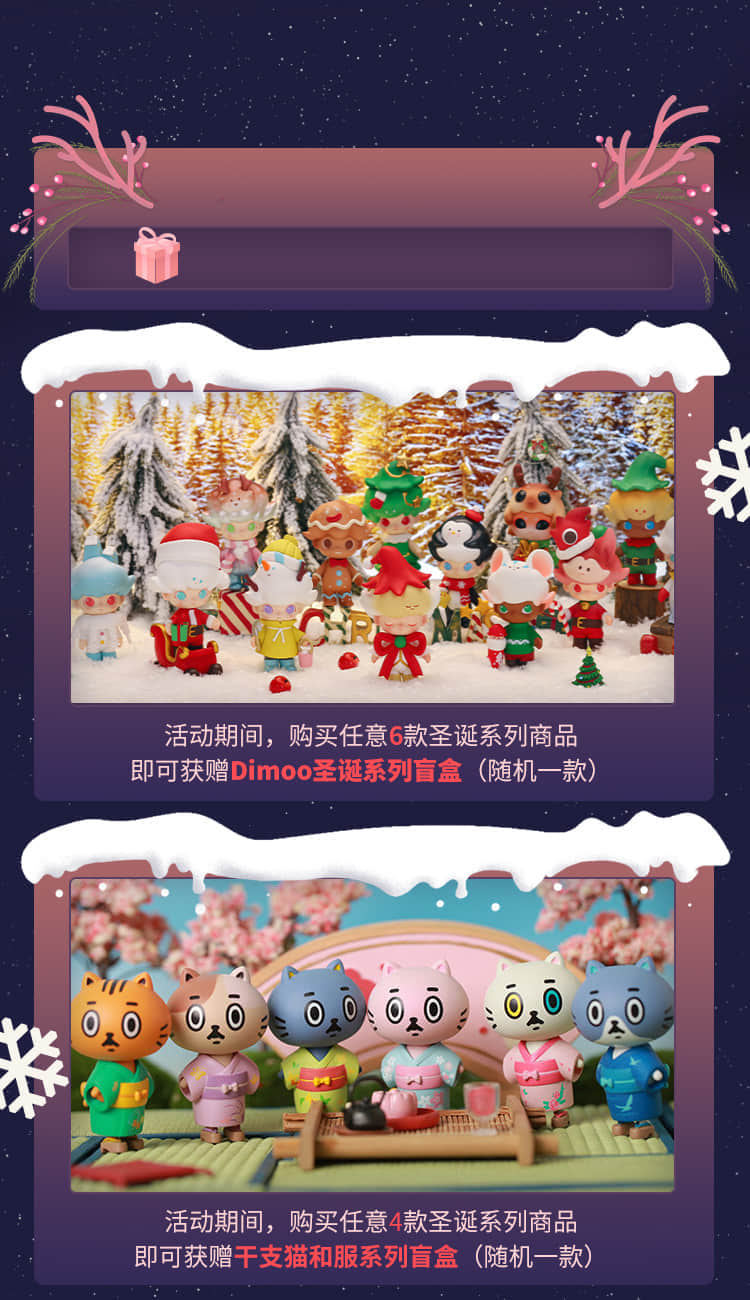 活动期间，购买任意6款圣诞系列商品
即可获赠Dimoo圣诞系列盲盒（随机一款）
活动期间，购买任意4款圣诞系列商品
即可获赠干支猫和服系列盲盒（随机一款）